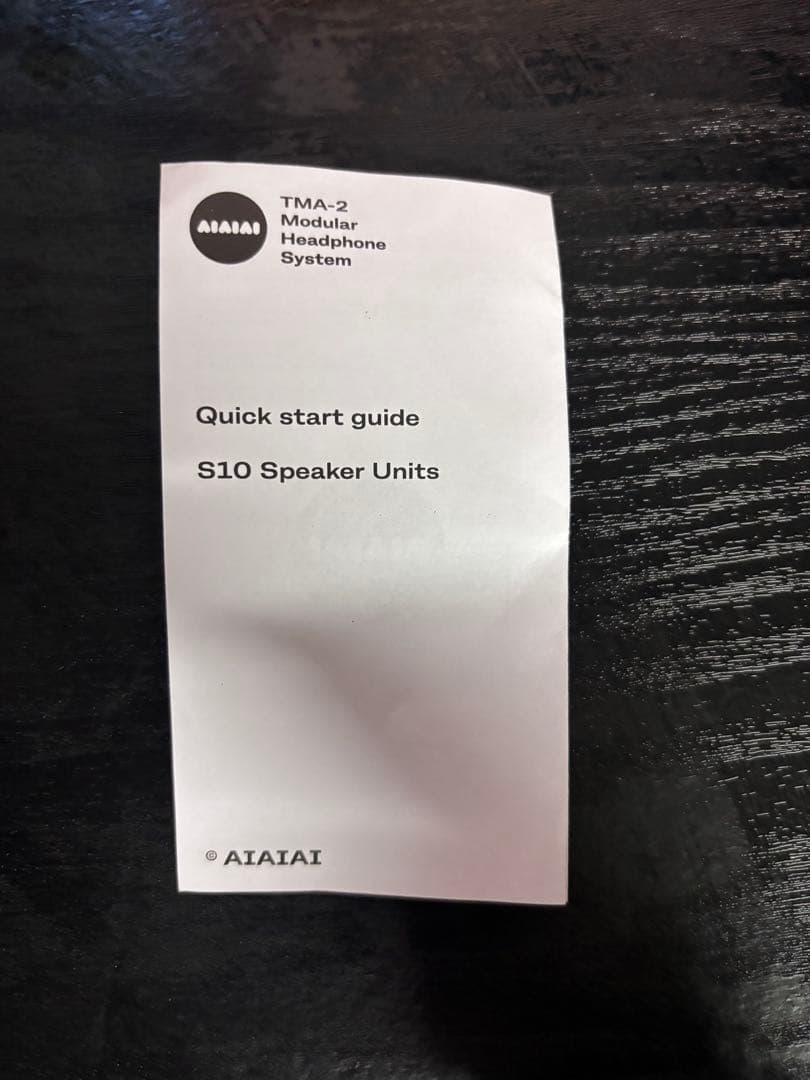 AIAIAI
TMA-2
Modular
Headphone
System
Quick start guide
S10 Speaker Units
© AIAIAI